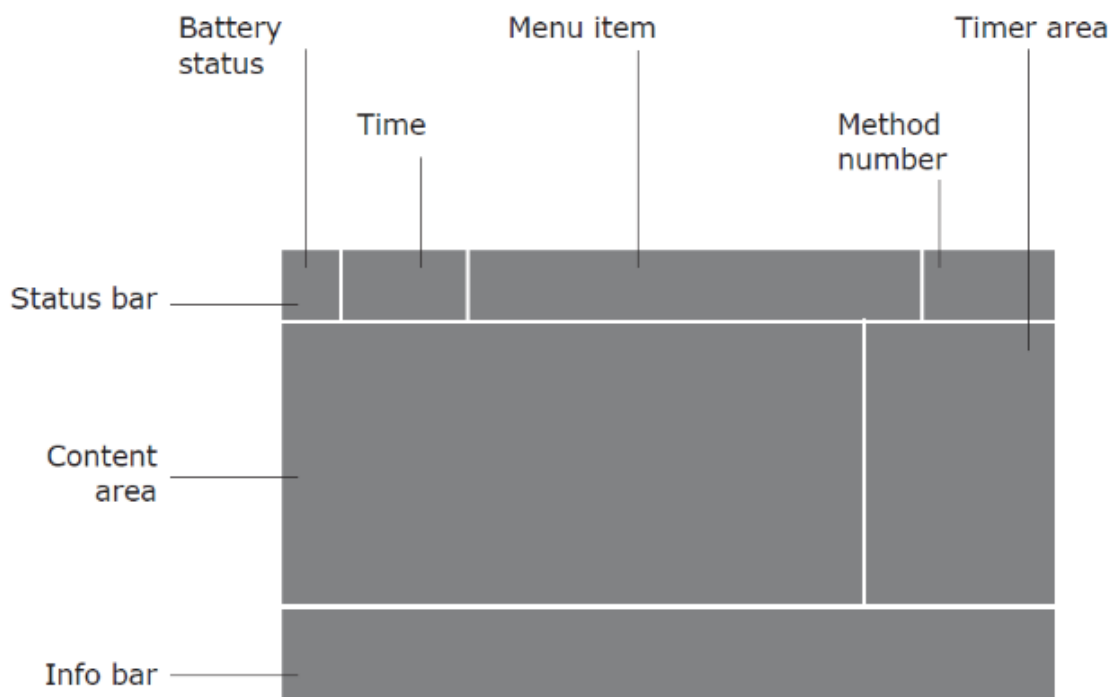 Battery
status
Menu item
Timer area
Time
Method
number
Status bar
Content
area
Info bar